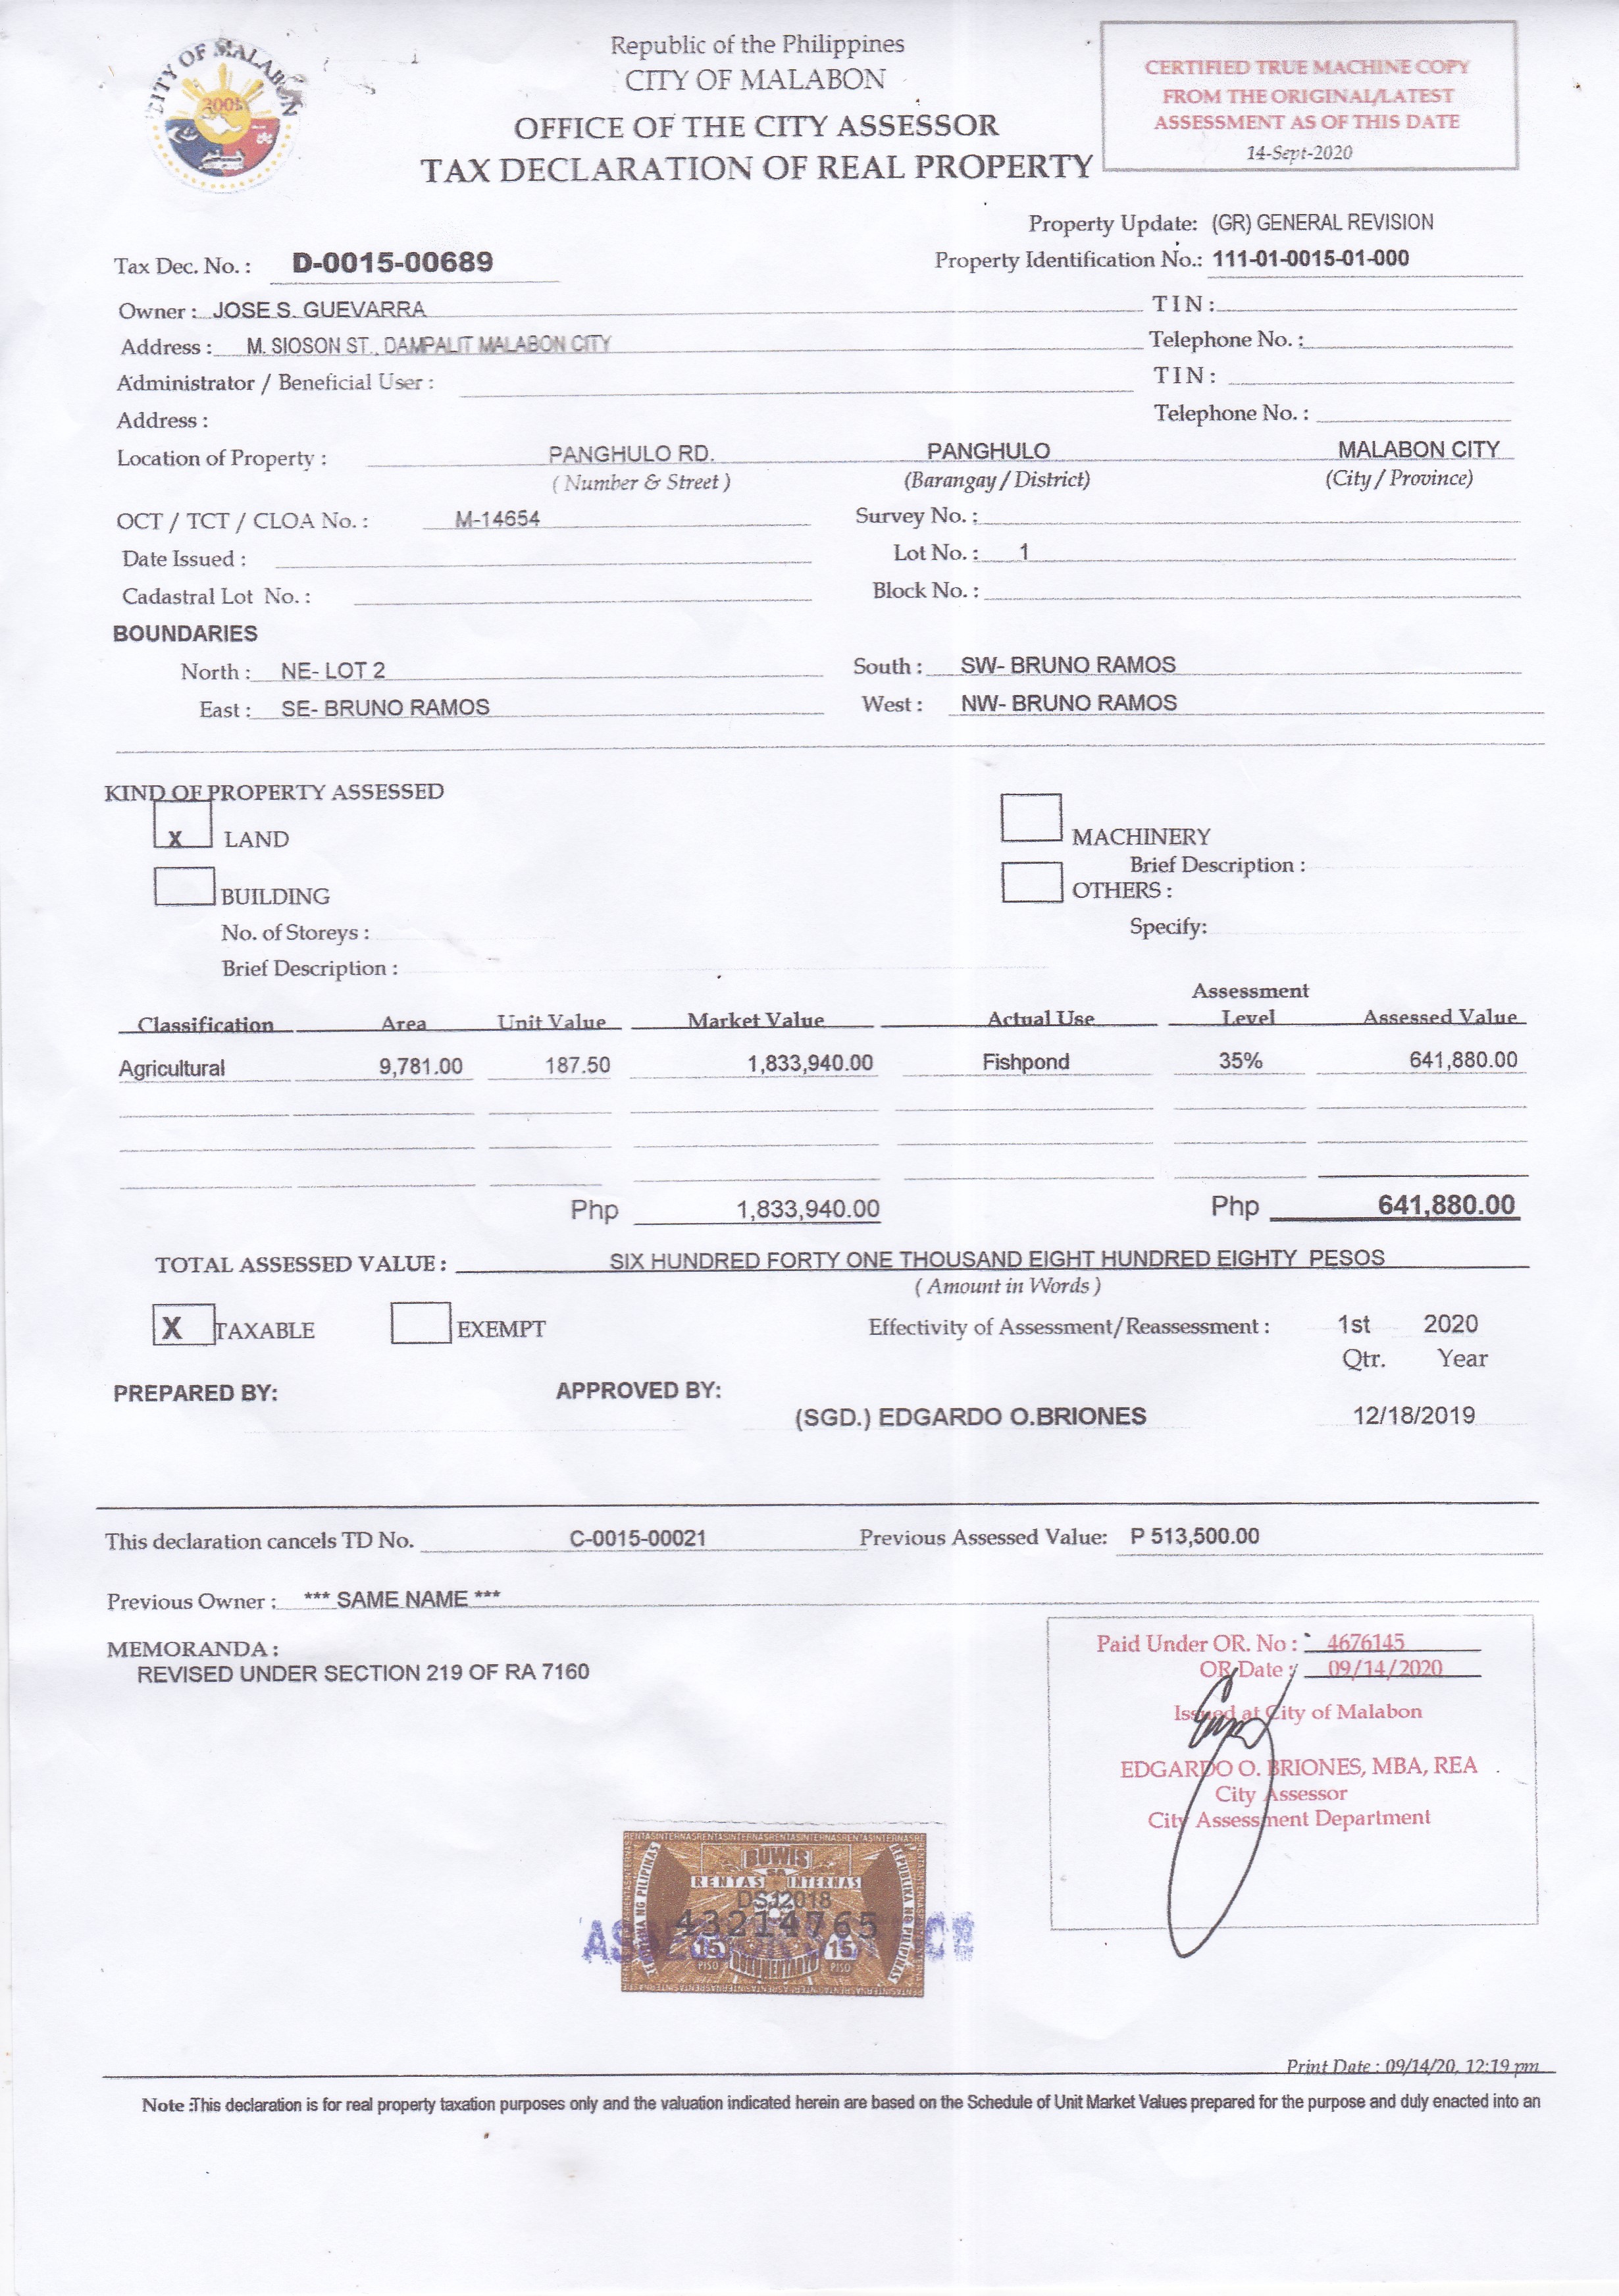 CITY OF MALABON
2001
Republic of the Philippines
CITY OF MALABON
OFFICE OF THE CITY ASSESSOR
TAX DECLARATION OF REAL PROPERTY
CERTIFIED TRUE MACHINE COPY
FROM THE ORIGINAL/LATEST
ASSESSMENT AS OF THIS DATE
14-Sept-2020
Property Update: (GR) GENERAL REVISION
Tax Dec. No. : D-0015-00689 Property Identification No.: 111-01-0015-01-000
Owner : JOSE S. GUEVARRA TIN :
Address : M. SIOSON ST., DAMPALIT MALABON CITY Telephone No. :
Administrator / Beneficial User : TIN :
Address : Telephone No. :
Location of Property : PANGHULO RD. PANGHULO MALABON CITY
( Number & Street ) (Barangay / District) (City / Province)
OCT / TCT / CLOA No. : M-14654 Survey No. :
Date Issued : Lot No. : 1
Cadastral Lot No. : Block No. :
BOUNDARIES
North : NE- LOT 2 South : SW- BRUNO RAMOS
East : SE- BRUNO RAMOS West : NW- BRUNO RAMOS
KIND OF PROPERTY ASSESSED
X LAND MACHINERY
Brief Description :
BUILDING OTHERS :
No. of Storeys : Specify:
Brief Description :
Assessment
Classification Area Unit Value Market Value Actual Use Level Assessed Value
Agricultural 9,781.00 187.50 1,833,940.00 Fishpond 35% 641,880.00
Php 1,833,940.00 Php 641,880.00
TOTAL ASSESSED VALUE : SIX HUNDRED FORTY ONE THOUSAND EIGHT HUNDRED EIGHTY PESOS
( Amount in Words )
X TAXABLE EXEMPT Effectivity of Assessment/Reassessment : 1st 2020
Qtr. Year
PREPARED BY: APPROVED BY:
(SGD.) EDGARDO O.BRIONES 12/18/2019
This declaration cancels TD No. C-0015-00021 Previous Assessed Value: P 513,500.00
Previous Owner : *** SAME NAME ***
MEMORANDA :
REVISED UNDER SECTION 219 OF RA 7160
Paid Under OR. No : 4676145
OR Date : 09/14/2020
Issued at City of Malabon
EDGARDO O. BRIONES, MBA, REA
City Assessor
City Assessment Department
BUWIS
SA
RENTAS INTERNAS
DSJ2018
43214765
15 15
PISO DOKUMENTARYO PISO
REPUBLIKA NG PILIPINAS
Print Date : 09/14/20, 12:19 pm
Note :This declaration is for real property taxation purposes only and the valuation indicated herein are based on the Schedule of Unit Market Values prepared for the purpose and duly enacted into an